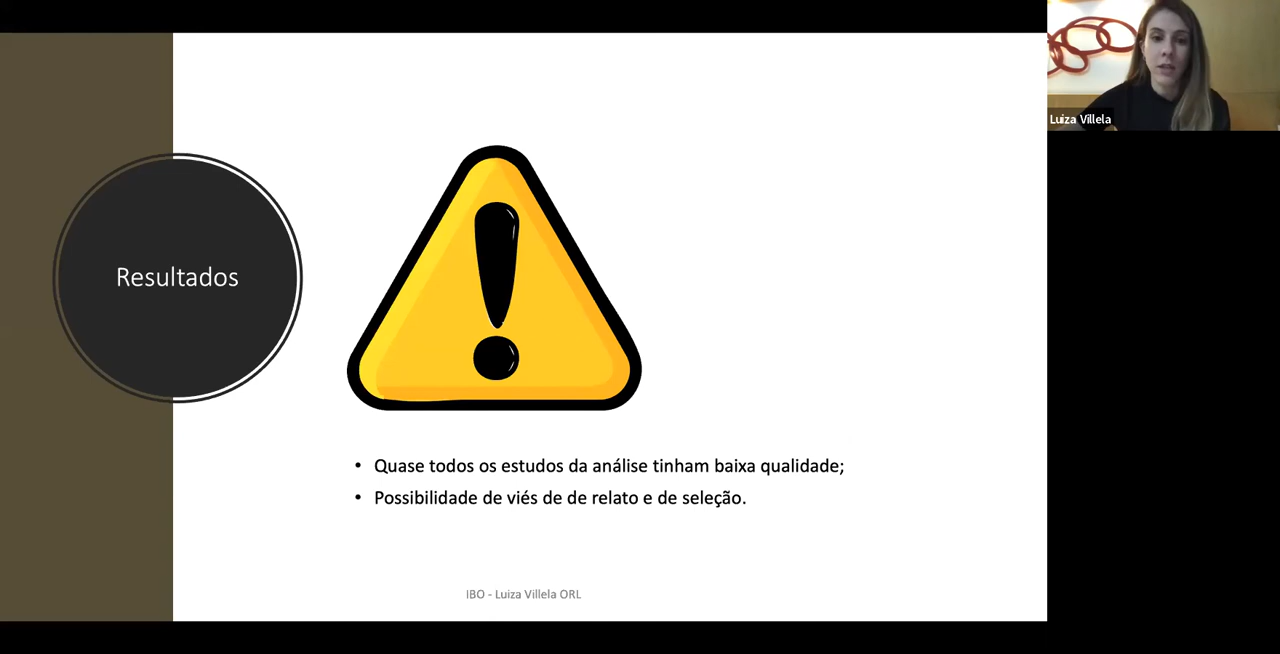 Resultados
• Quase todos os estudos da análise tinham baixa qualidade;
• Possibilidade de viés de de relato e de seleção.
IBO - Luiza Villela ORL
Luiza Villela